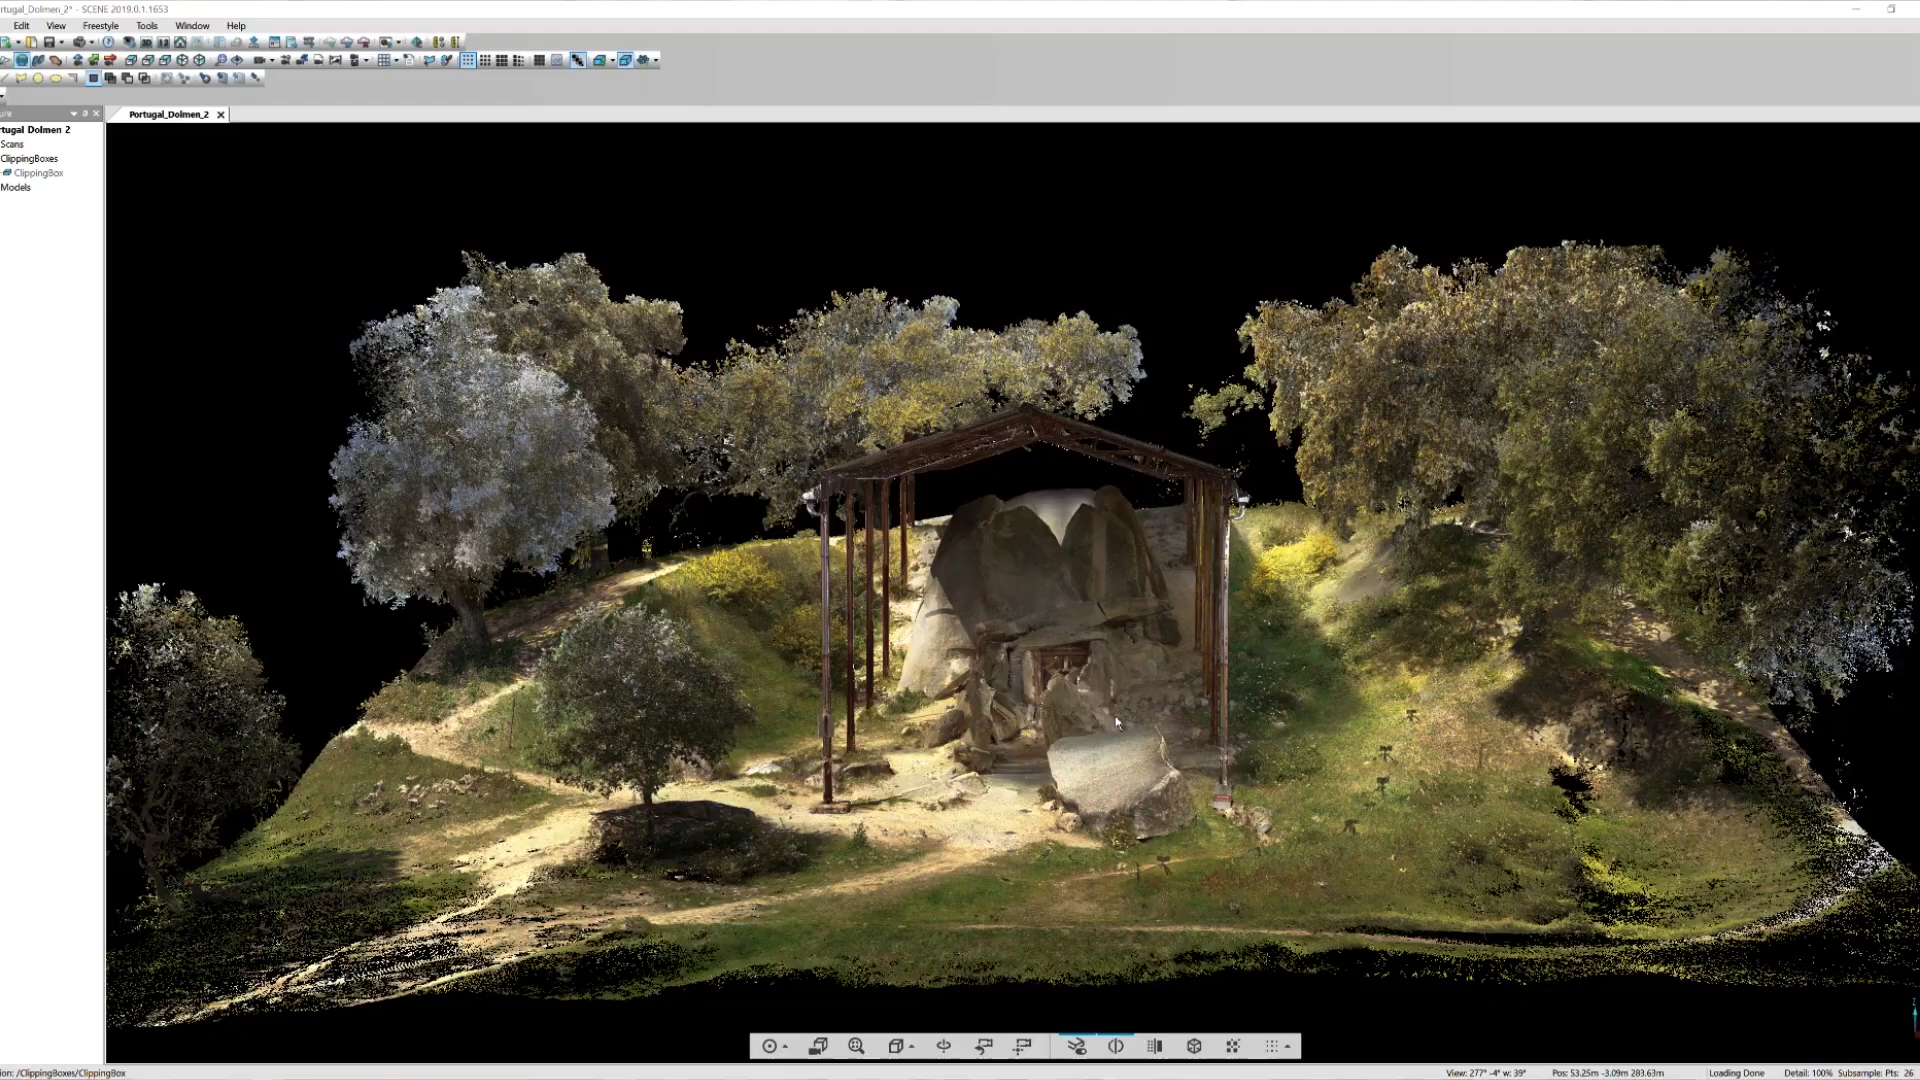 rtugal_Dolmen_2* - SCENE 2019.0.1.1653
Edit View Freestyle Tools Window Help
ure
Portugal_Dolmen_2
rtugal Dolmen 2
Scans
ClippingBoxes
ClippingBox
Models
ion: /ClippingBoxes/ClippingBox
View: 277° -4° w: 39° Pos: 53.25m -3.09m 283.63m Loading Done Detail: 100% Subsample: Pts: 26